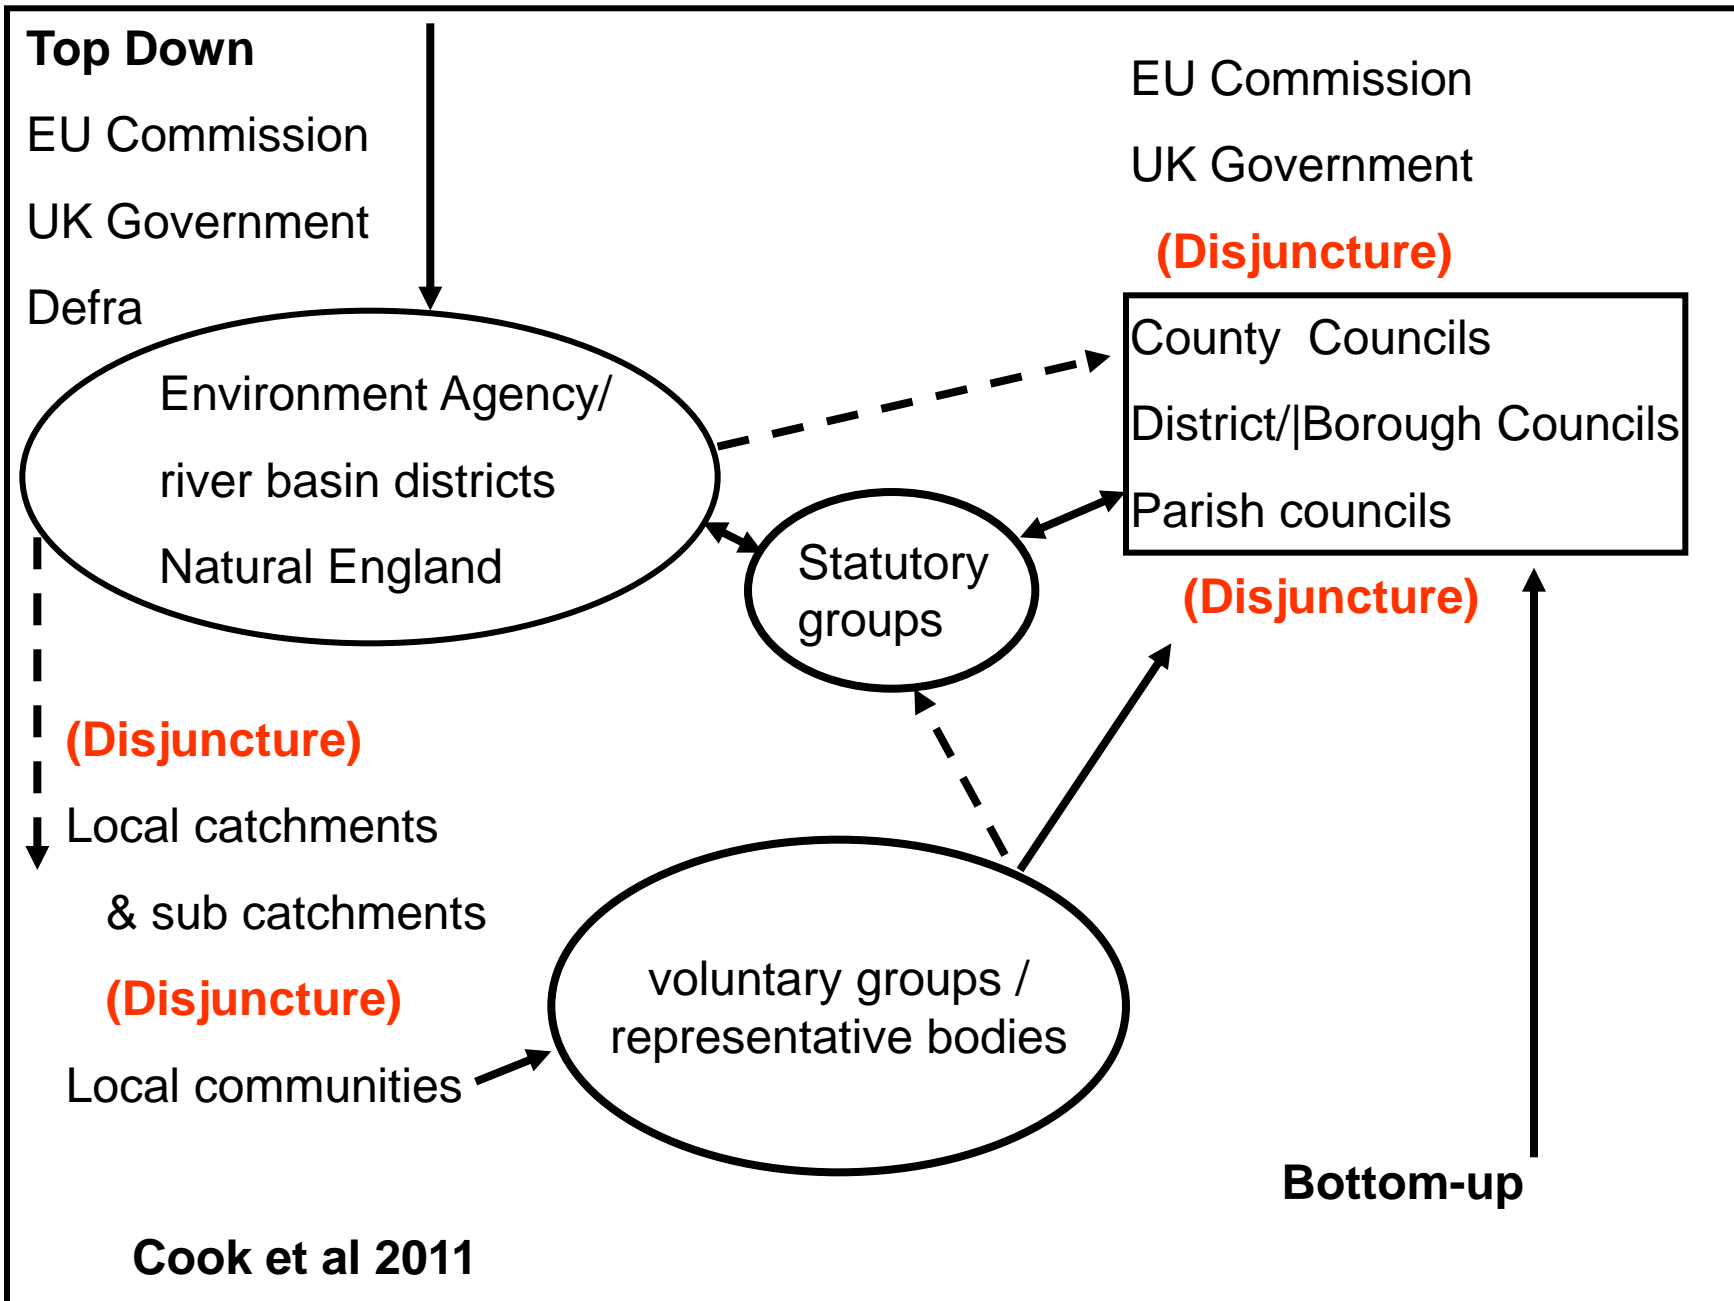 Top Down
EU Commission
UK Government
Defra
Environment Agency/
river basin districts
Natural England
(Disjuncture)
Local catchments
& sub catchments
(Disjuncture)
Local communities
Statutory
groups
voluntary groups /
representative bodies
EU Commission
UK Government
(Disjuncture)
County  Councils
District/|Borough Councils
Parish councils
(Disjuncture)
Bottom-up
Cook et al 2011